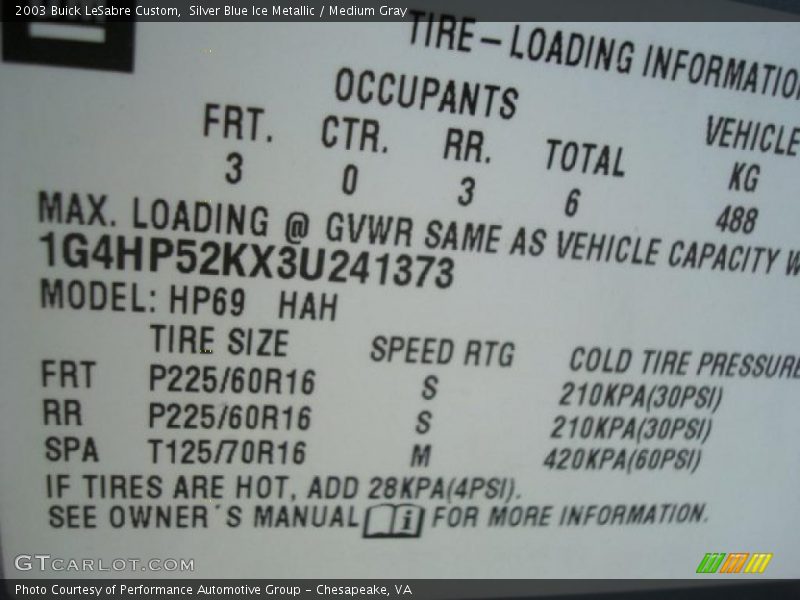 2003 Buick LeSabre Custom,  Silver Blue Ice Metallic / Medium Gray
TIRE - LOADING INFORMATIO
OCCUPANTS VEHICLE
FRT. CTR. RR. TOTAL KG
3 0 3 6 488
MAX. LOADING @ GVWR SAME AS VEHICLE CAPACITY W
1G4HP52KX3U241373
MODEL: HP69 HAH
TIRE SIZE SPEED RTG COLD TIRE PRESSURE
FRT P225/60R16 S 210KPA(30PSI)
RR P225/60R16 S 210KPA(30PSI)
SPA T125/70R16 M 420KPA(60PSI)
IF TIRES ARE HOT, ADD 28KPA(4PSI).
SEE OWNER´S MANUAL i FOR MORE INFORMATION.
GTCARLOT.COM
Photo Courtesy of Performance Automotive Group - Chesapeake, VA